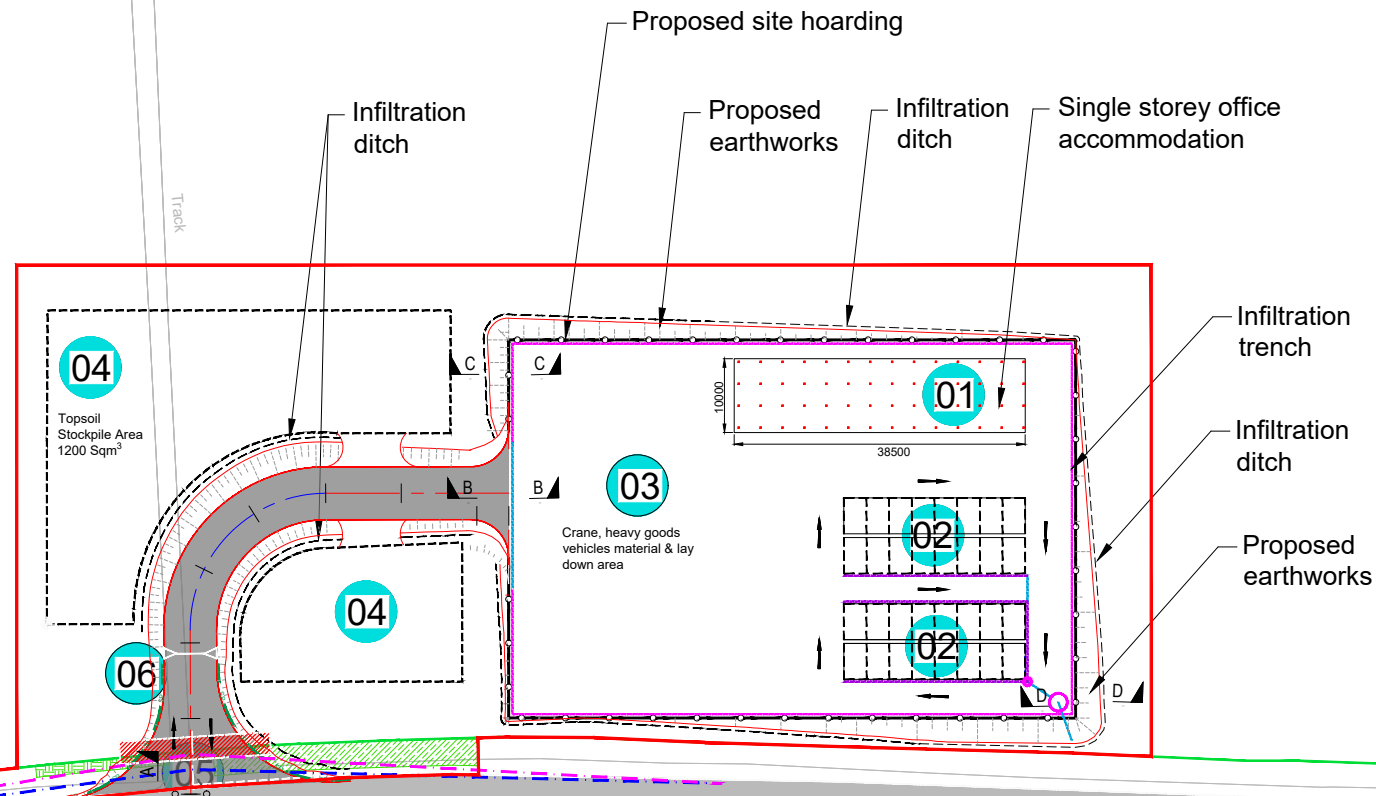 Proposed site hoarding
Infiltration
ditch
Proposed
earthworks
Infiltration
ditch
Single storey office
accommodation
Track
Infiltration
trench
04
Topsoil
Stockpile Area
1200 Sqm³
C
C
10000
01
38500
Infiltration
ditch
B
B
03
Crane, heavy goods
vehicles material & lay
down area
02
Proposed
earthworks
04
02
06
D
D
A
05